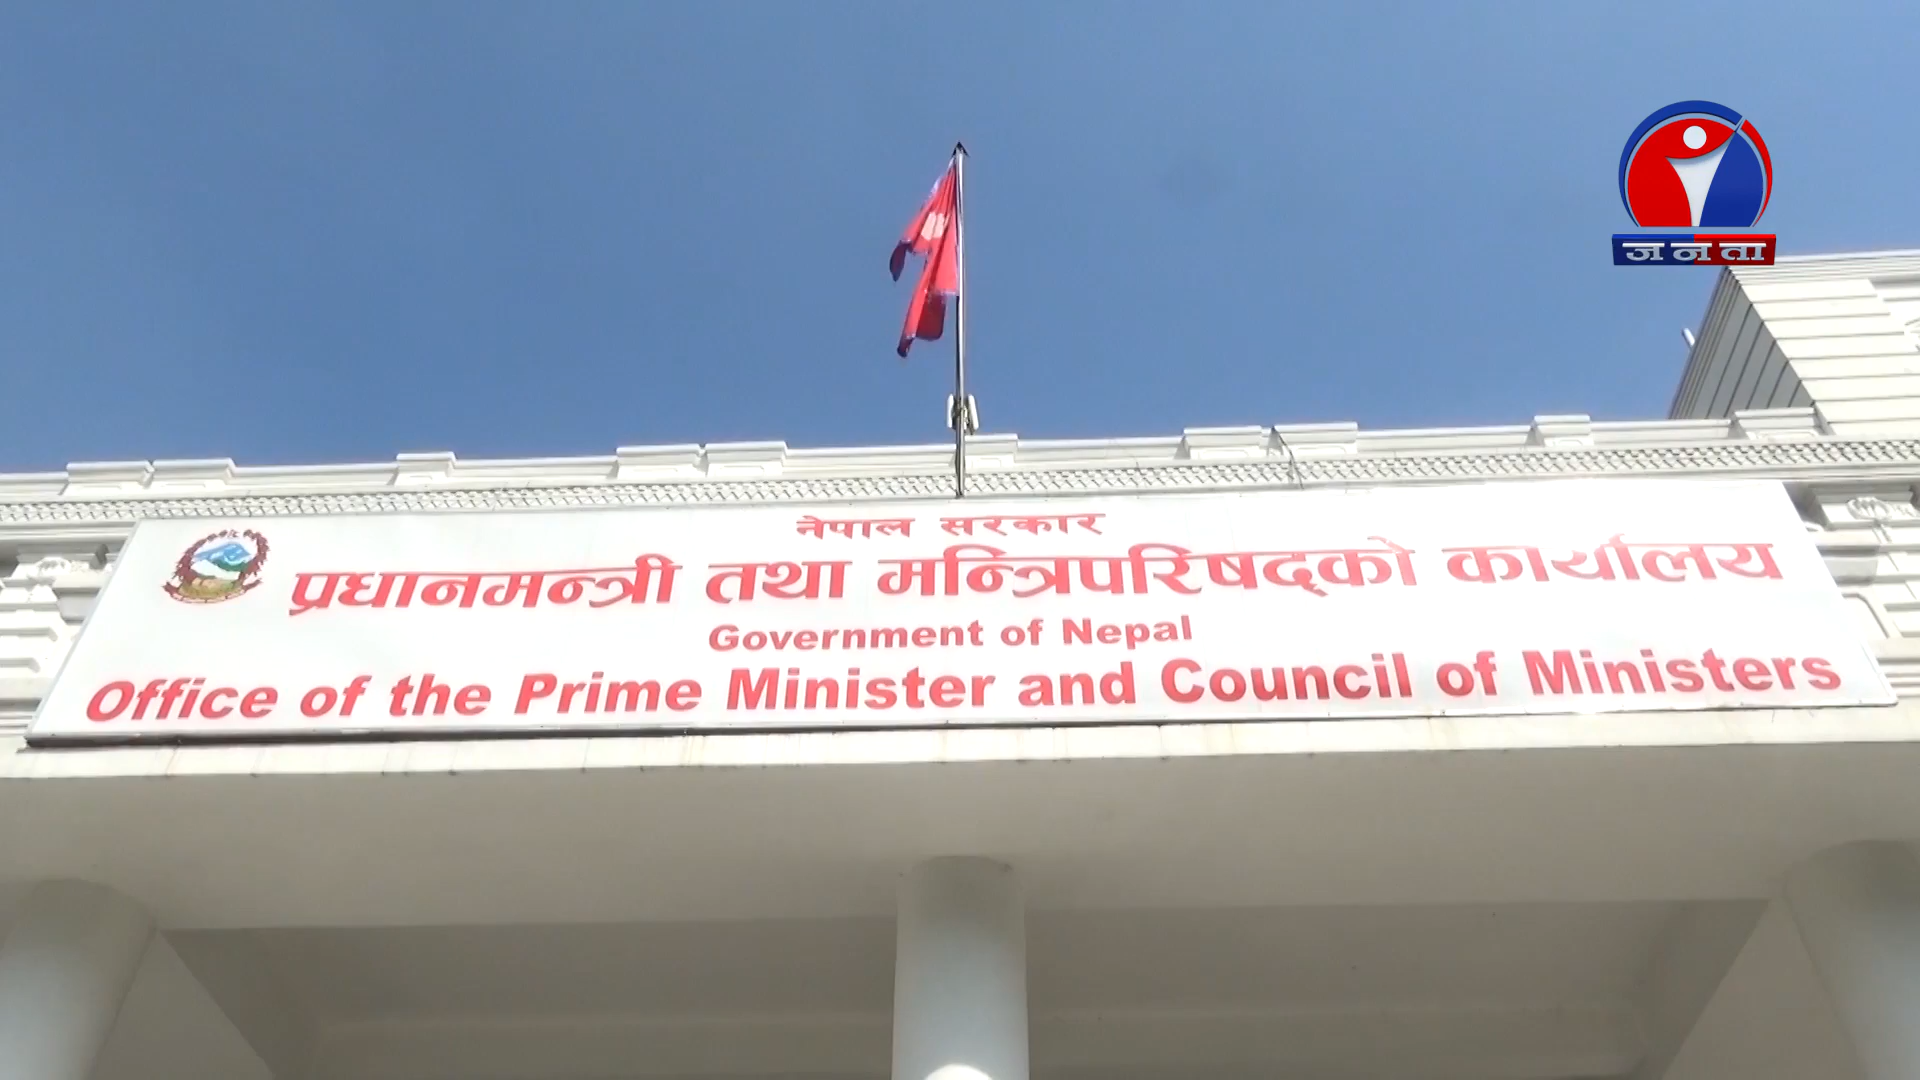 जनता
नेपाल सरकार
प्रधानमन्त्री तथा मन्त्रिपरिषद्को कार्यालय
Government of Nepal
Office of the Prime Minister and Council of Ministers